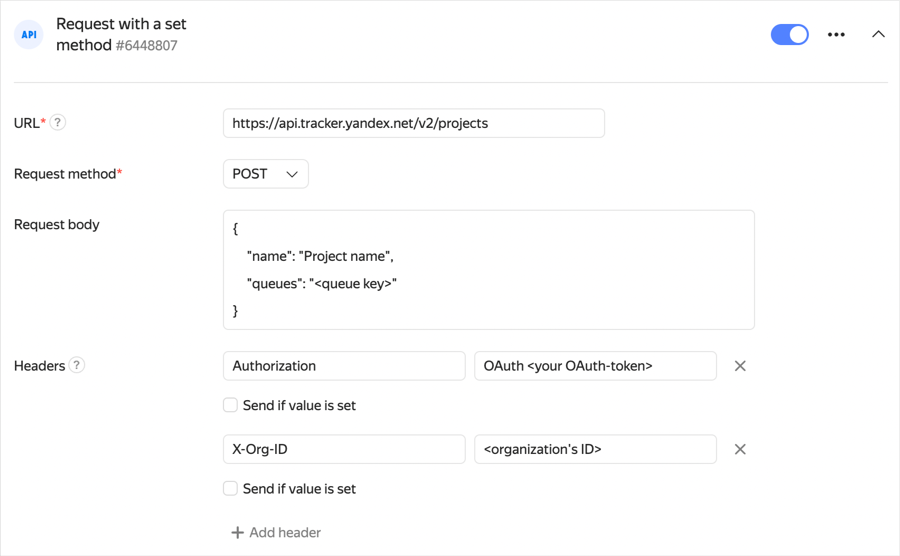 API
Request with a set
method #6448807
URL* ?
https://api.tracker.yandex.net/v2/projects
Request method*
POST
Request body
{
"name": "Project name",
"queues": "<queue key>"
}
Headers ?
Authorization
OAuth <your OAuth-token>
Send if value is set
X-Org-ID
<organization's ID>
Send if value is set
Add header